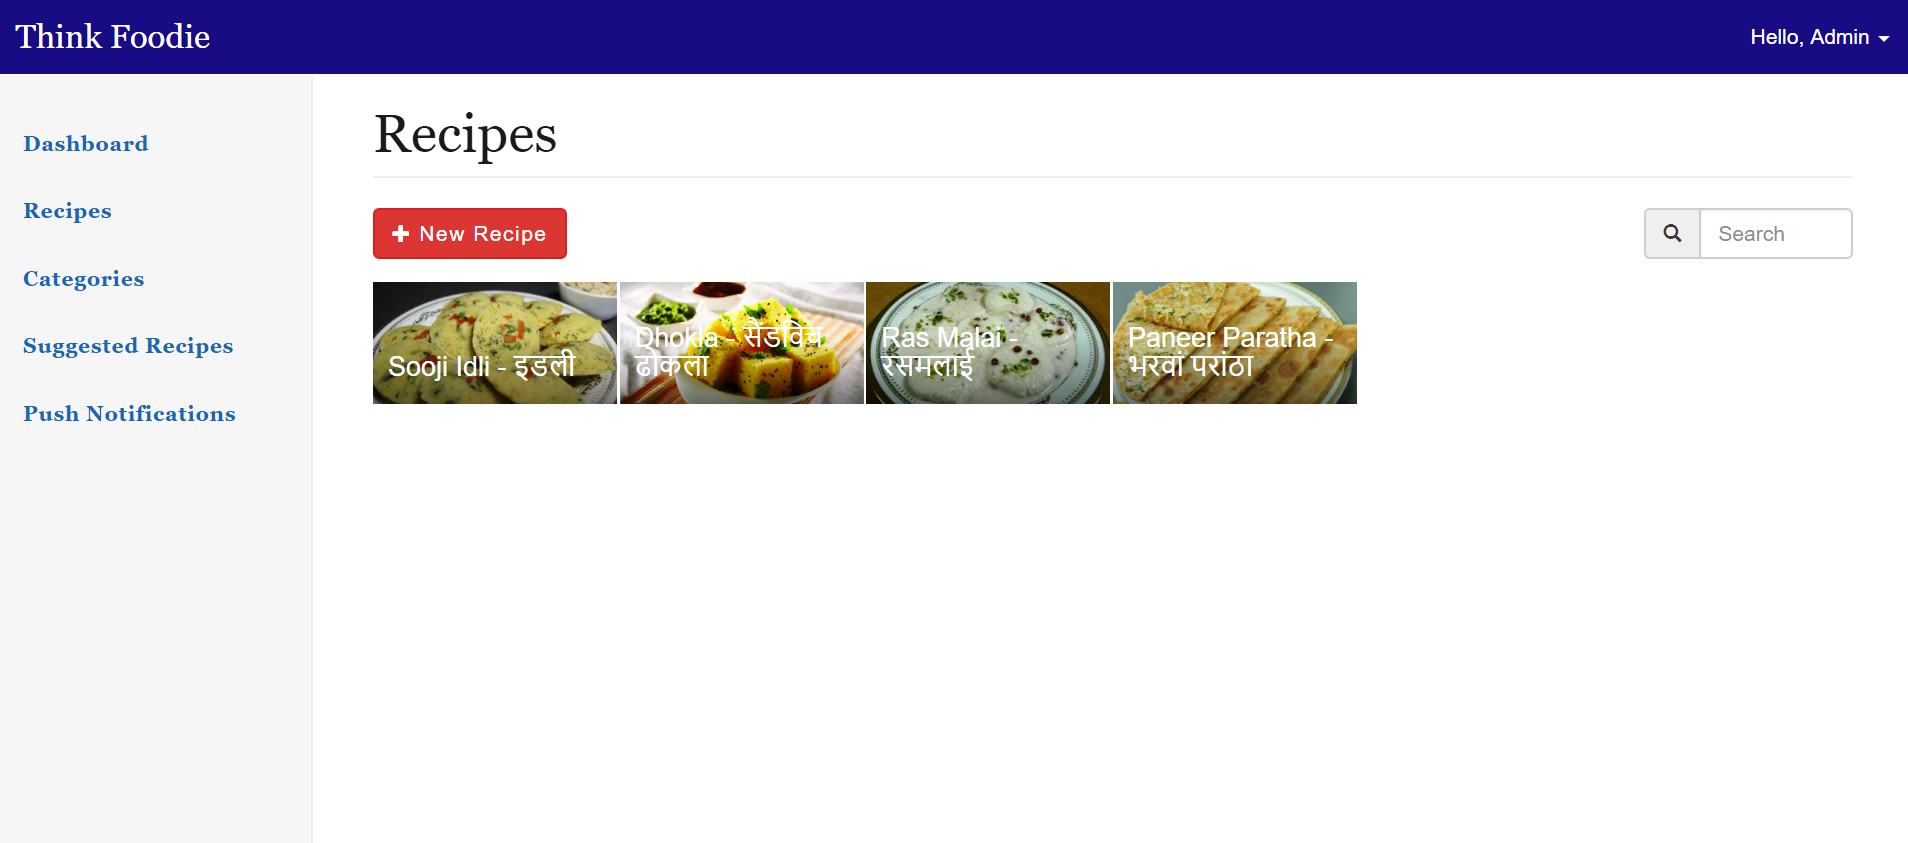 Think Foodie
Hello, Admin
Dashboard
Recipes
Categories
Suggested Recipes
Push Notifications
Recipes
New Recipe
Search
Sooji Idli - इडली
Dhokla - सैंडविच
ढोकला
Ras Malai -
रसमलाई
Paneer Paratha -
भरवां परांठा